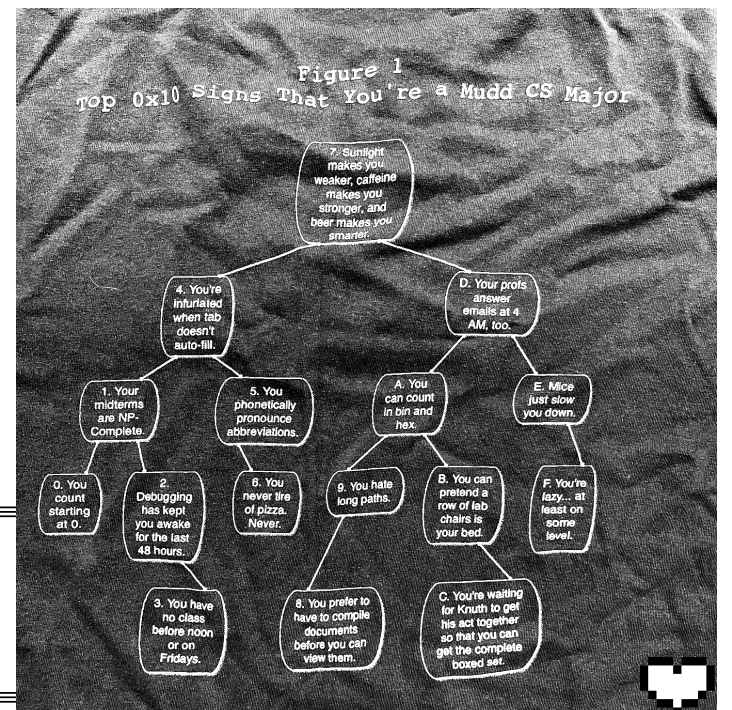 Figure 1
Top 0x10 Signs That You're a Mudd CS Major
7. Sunlight
makes you
weaker, caffeine
makes you
stronger, and
beer makes you
smarter.
4. You're
infuriated
when tab
doesn't
auto-fill.
D. Your profs
answer
emails at 4
AM, too.
1. Your
midterms
are NP-
Complete.
5. You
phonetically
pronounce
abbreviations.
A. You
can count
in bin and
hex.
E. Mice
just slow
you down.
0. You
count
starting
at 0.
2.
Debugging
has kept
you awake
for the last
48 hours.
6. You
never tire
of pizza.
Never.
9. You hate
long paths.
B. You can
pretend a
row of lab
chairs is
your bed.
F. You're
lazy... at
least on
some
level.
3. You have
no class
before noon
or on
Fridays.
8. You prefer to
have to compile
documents
before you can
view them.
C. You're waiting
for Knuth to get
his act together
so that you can
get the complete
boxed set.